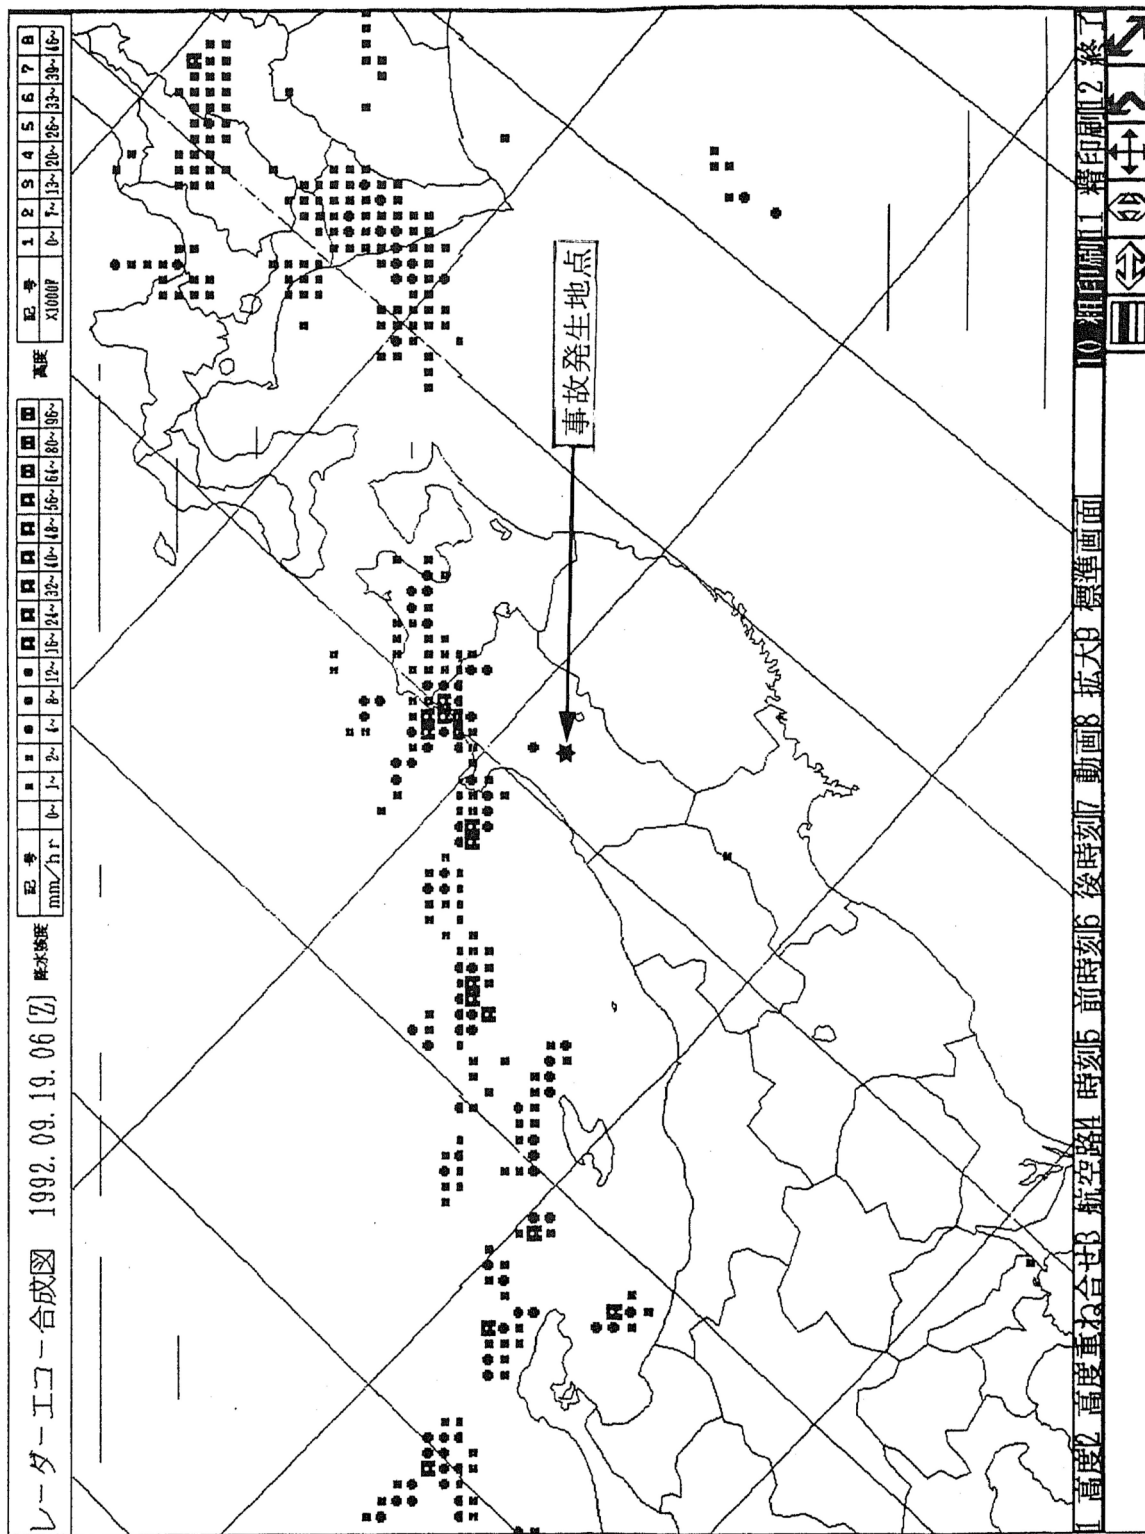 レーダーエコー合成図 1992.09.19.06[Z]
降水強度
記号
mm/hr 0~ 1~ 2~ 4~ 8~ 12~ 16~ 24~ 32~ 40~ 48~ 56~ 64~ 80~ 96~
高度
記号 1 2 3 4 5 6 7 8
X1000F 0~ 7~ 13~ 20~ 26~ 33~ 39~ 46~
事故発生地点
1 高度2 高度重ね合せ3 航空路4 時刻5 前時刻6 後時刻7 動画8 拡大9 標準画面 10 粗印刷11 精印刷12 終了